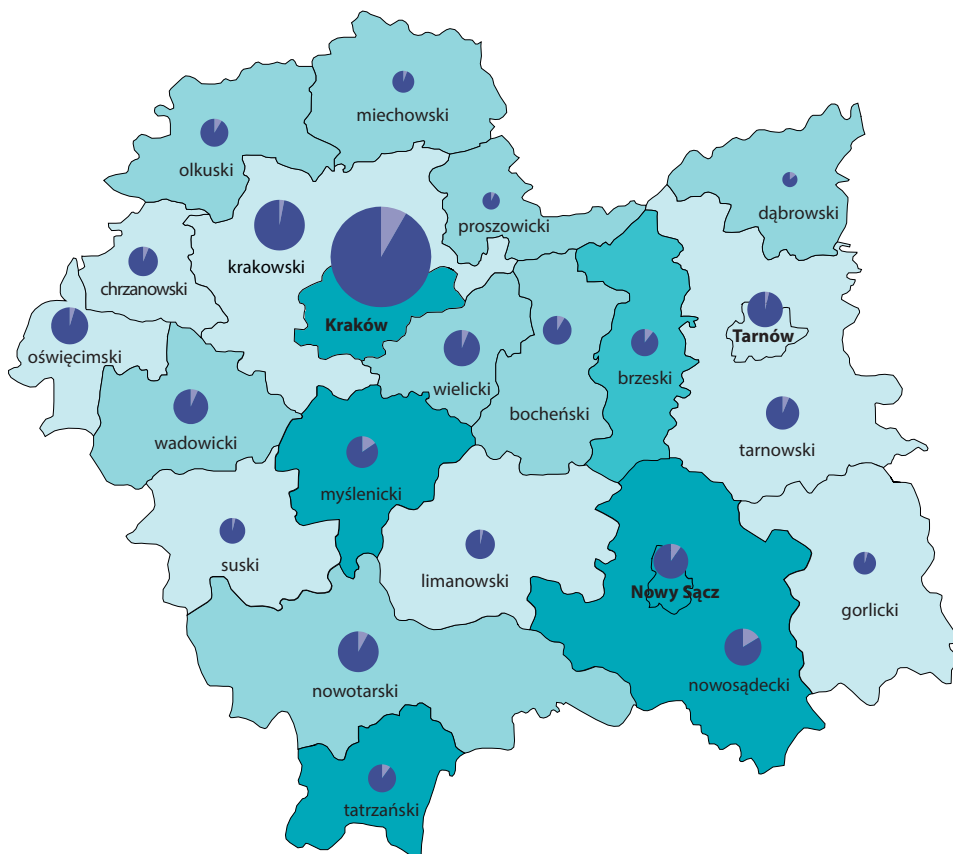 miechowski
olkuski
dąbrowski
proszowicki
krakowski
chrzanowski
Kraków
Tarnów
oświęcimski
brzeski
wielicki
bocheński
wadowicki
tarnowski
myślenicki
suski
limanowski
Nowy Sącz
gorlicki
nowotarski
nowosądecki
tatrzański